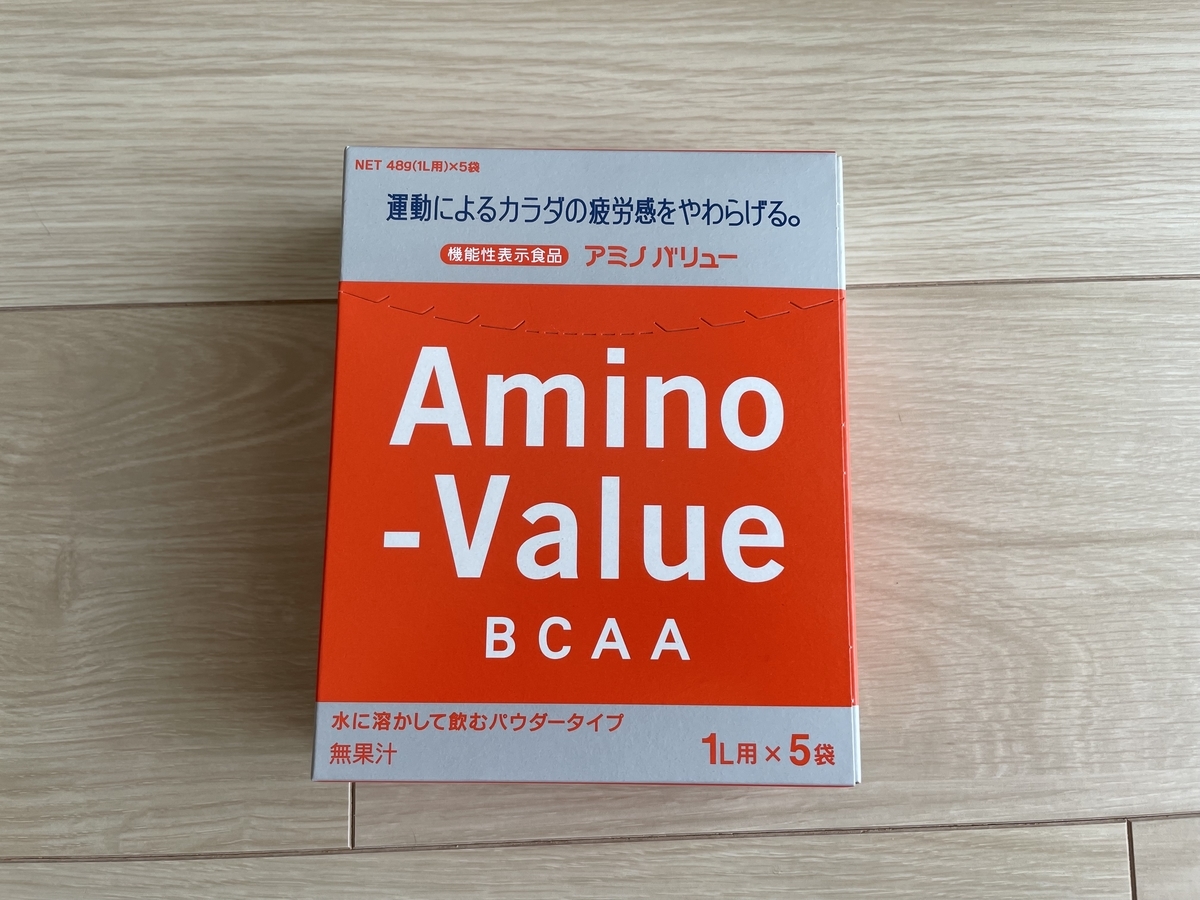 NET 48g(1L用)×5袋
運動によるカラダの疲労感をやわらげる。
機能性表示食品 アミノバリュー
Amino
-Value
BCAA
水に溶かして飲むパウダータイプ
無果汁
1L用×5袋